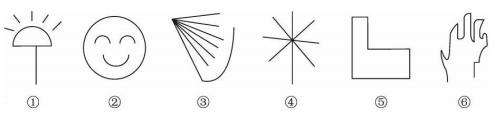 ① ② ③ ④ ⑤ ⑥